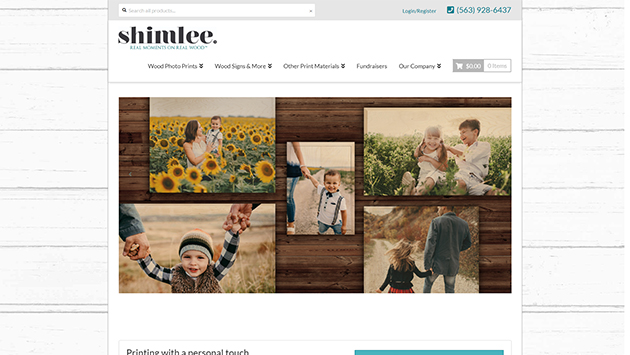 Search all products...
Login/Register
(563) 928-6437
shimlee.
REAL MOMENTS ON REAL WOOD™
Wood Photo Prints
Wood Signs & More
Other Print Materials
Fundraisers
Our Company
$0.00
0 Items
Printing with a personal touch